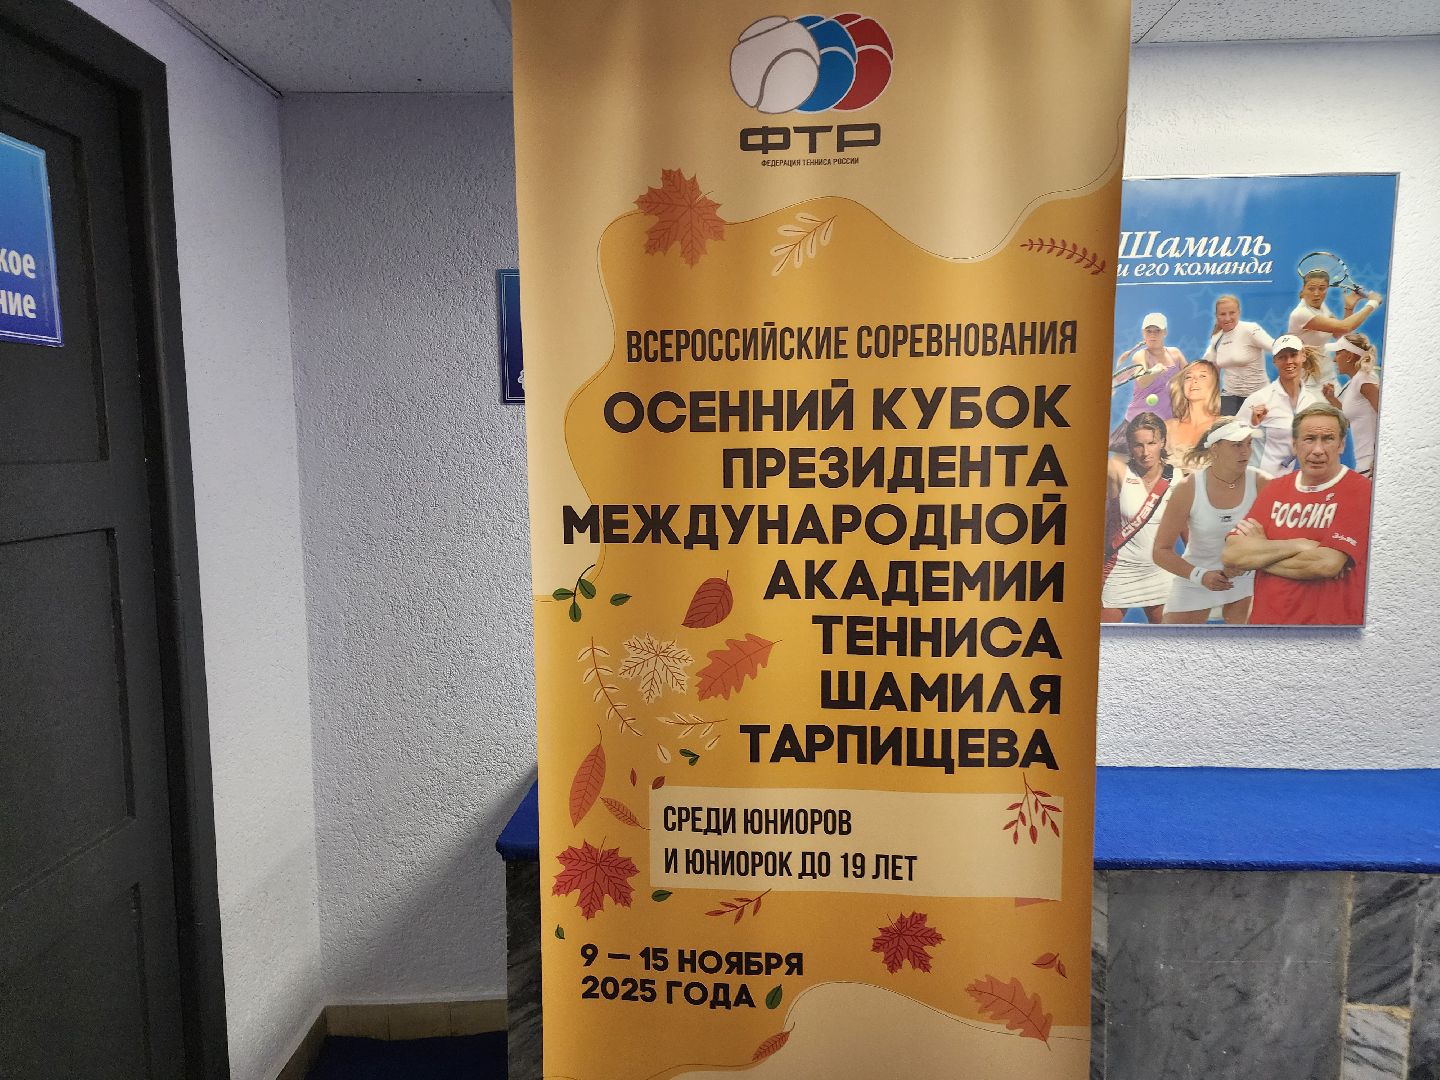 ФТР
ФЕДЕРАЦИЯ ТЕННИСА РОССИИ
ВСЕРОССИЙСКИЕ СОРЕВНОВАНИЯ
ОСЕННИЙ КУБОК
ПРЕЗИДЕНТА
МЕЖДУНАРОДНОЙ
АКАДЕМИИ
ТЕННИСА
ШАМИЛЯ
ТАРПИЩЕВА
СРЕДИ ЮНИОРОВ
И ЮНИОРОК ДО 19 ЛЕТ
9 – 15 НОЯБРЯ
2025 ГОДА
Шамиль
и его команда
РОССИЯ
HEAD
кое
ние